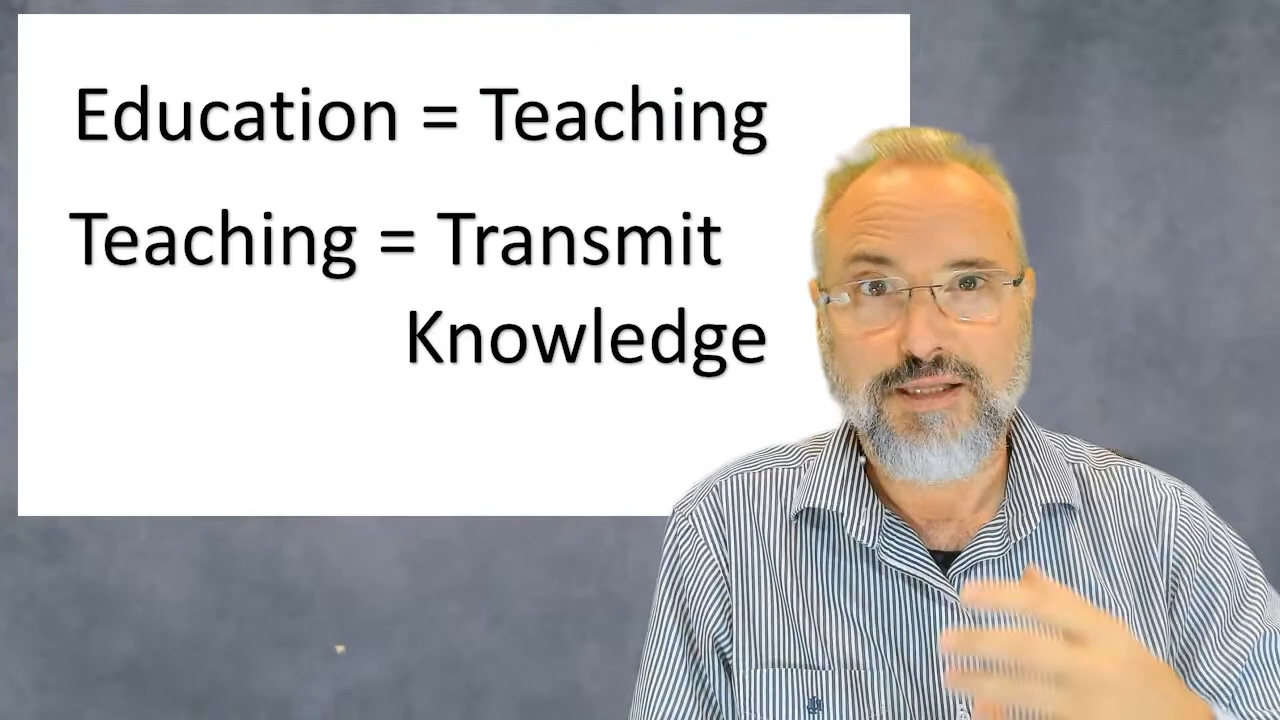 Education = Teaching
Teaching = Transmit
Knowledge